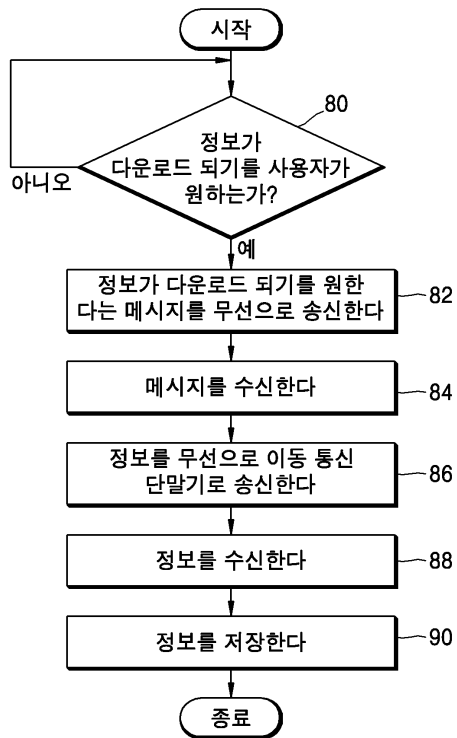 시작
80
정보가
다운로드 되기를 사용자가
원하는가?
아니오
예
정보가 다운로드 되기를 원한
다는 메시지를 무선으로 송신한다
82
메시지를 수신한다
84
정보를 무선으로 이동 통신
단말기로 송신한다
86
정보를 수신한다
88
정보를 저장한다
90
종료